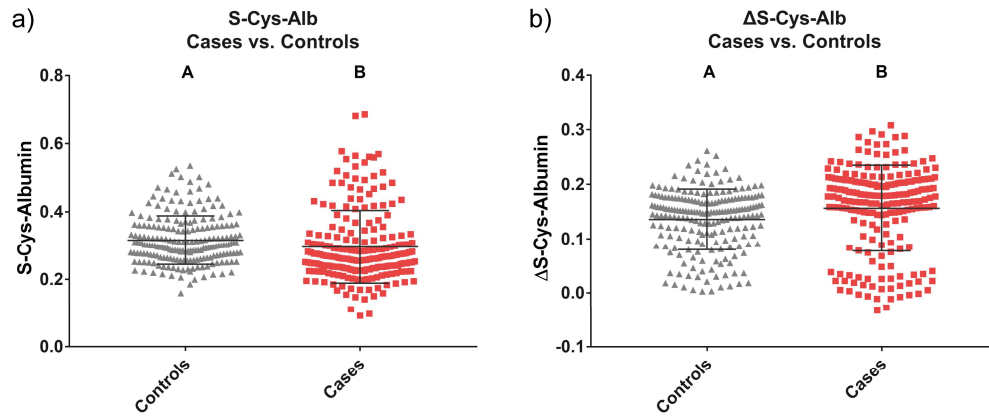 a)
S-Cys-Alb
Cases vs. Controls
A B
S-Cys-Albumin
0.8
0.6
0.4
0.2
0.0
Controls
Cases
b)
ΔS-Cys-Alb
Cases vs. Controls
A B
ΔS-Cys-Albumin
0.4
0.3
0.2
0.1
0.0
-0.1
Controls
Cases